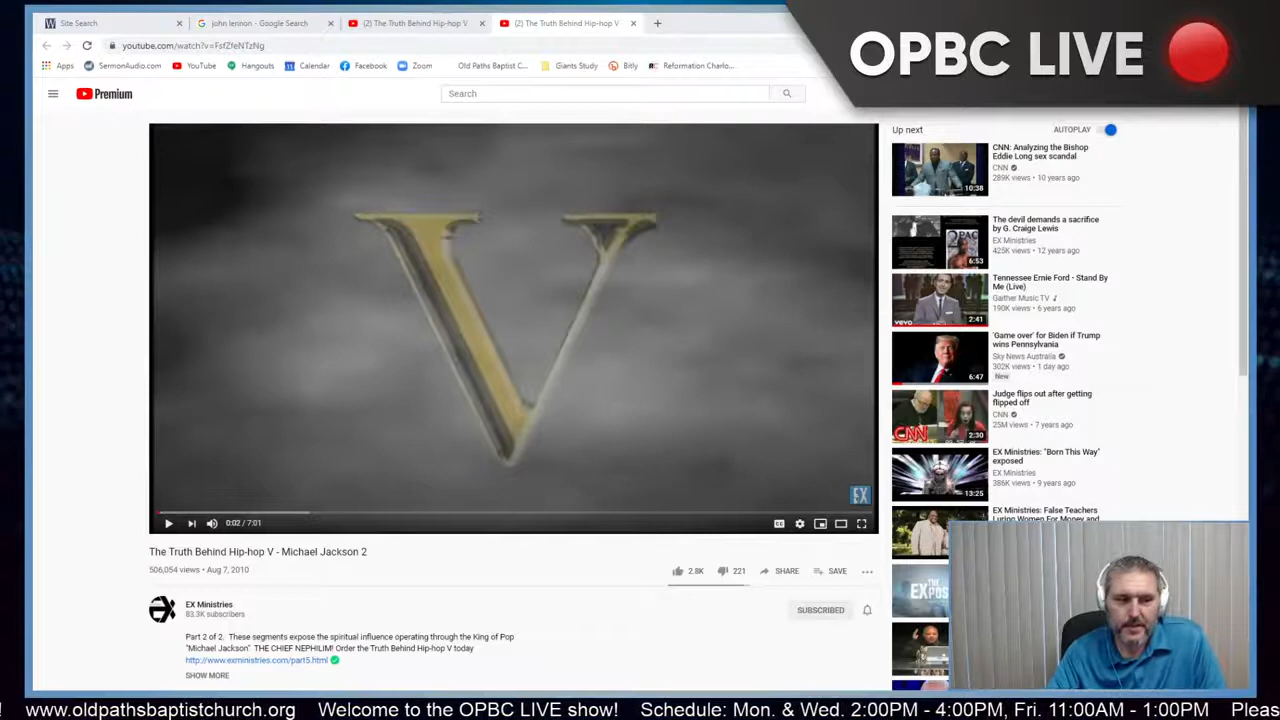 Site Search
john lennon - Google Search
(2) The Truth Behind Hip-hop V
(2) The Truth Behind Hip-hop V
OPBC LIVE
youtube.com/watch?v=FsfZfeNTzNg
Apps
SermonAudio.com
YouTube
Hangouts
Calendar
Facebook
Zoom
Old Paths Baptist C...
Giants Study
Bitly
Reformation Charlo...
Premium
Search
V
EX
0:02 / 7:01
The Truth Behind Hip-hop V - Michael Jackson 2
506,054 views • Aug 7, 2010
2.8K
221
SHARE
SAVE
EX Ministries
83.3K subscribers
SUBSCRIBED
Part 2 of 2. These segments expose the spiritual influence operating through the King of Pop
"Michael Jackson" THE CHIEF NEPHILIM! Order the Truth Behind Hip-hop V today
http://www.exministries.com/part5.html
SHOW MORE
Up next
AUTOPLAY
CNN: Analyzing the Bishop
Eddie Long sex scandal
CNN
289K views • 10 years ago
10:38
The devil demands a sacrifice
by G. Craige Lewis
EX Ministries
425K views • 12 years ago
6:53
Tennessee Ernie Ford - Stand By
Me (Live)
Gaither Music TV
190K views • 6 years ago
vevo
2:41
'Game over' for Biden if Trump
wins Pennsylvania
Sky News Australia
302K views • 1 day ago
New
6:47
Judge flips out after getting
flipped off
CNN
25M views • 7 years ago
CNN
2:30
EX Ministries: "Born This Way"
exposed
EX Ministries
386K views • 9 years ago
13:25
EX Ministries: False Teachers
Luring Women For Money and
www.oldpathsbaptistchurch.org Welcome to the OPBC LIVE show! Schedule: Mon. & Wed. 2:00PM - 4:00PM, Fri. 11:00AM - 1:00PM Pleas